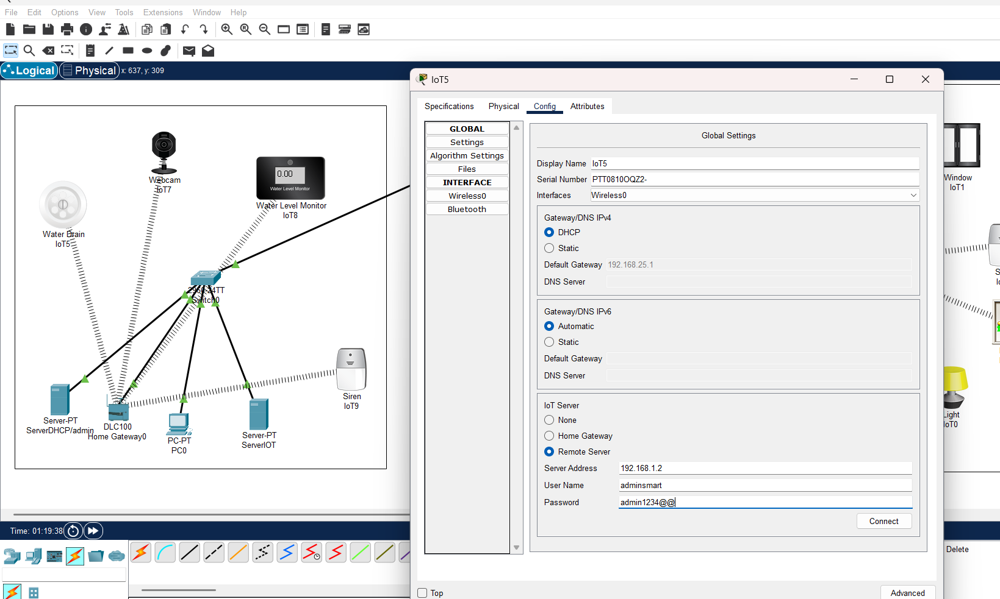 File Edit Options View Tools Extensions Window Help
Logical Physical x: 637, y: 309
Webcam
IoT7
0.00
Water Level Monitor
Water Level Monitor
IoT8
Water Drain
IoT5
2960-24TT
Switch0
Siren
IoT9
Server-PT
ServerDHCP/admin
DLC100
Home Gateway0
PC-PT
PC0
Server-PT
ServerIOT
Time: 01:19:38
IoT5
Specifications Physical Config Attributes
GLOBAL
Settings
Algorithm Settings
Files
INTERFACE
Wireless0
Bluetooth
Global Settings
Display Name IoT5
Serial Number PTT0810OQZ2-
Interfaces Wireless0
Gateway/DNS IPv4
DHCP
Static
Default Gateway 192.168.25.1
DNS Server
Gateway/DNS IPv6
Automatic
Static
Default Gateway
DNS Server
IoT Server
None
Home Gateway
Remote Server
Server Address 192.168.1.2
User Name adminsmart
Password admin1234@@
Connect
Top
Advanced
Window
IoT1
Light
IoT0
Delete